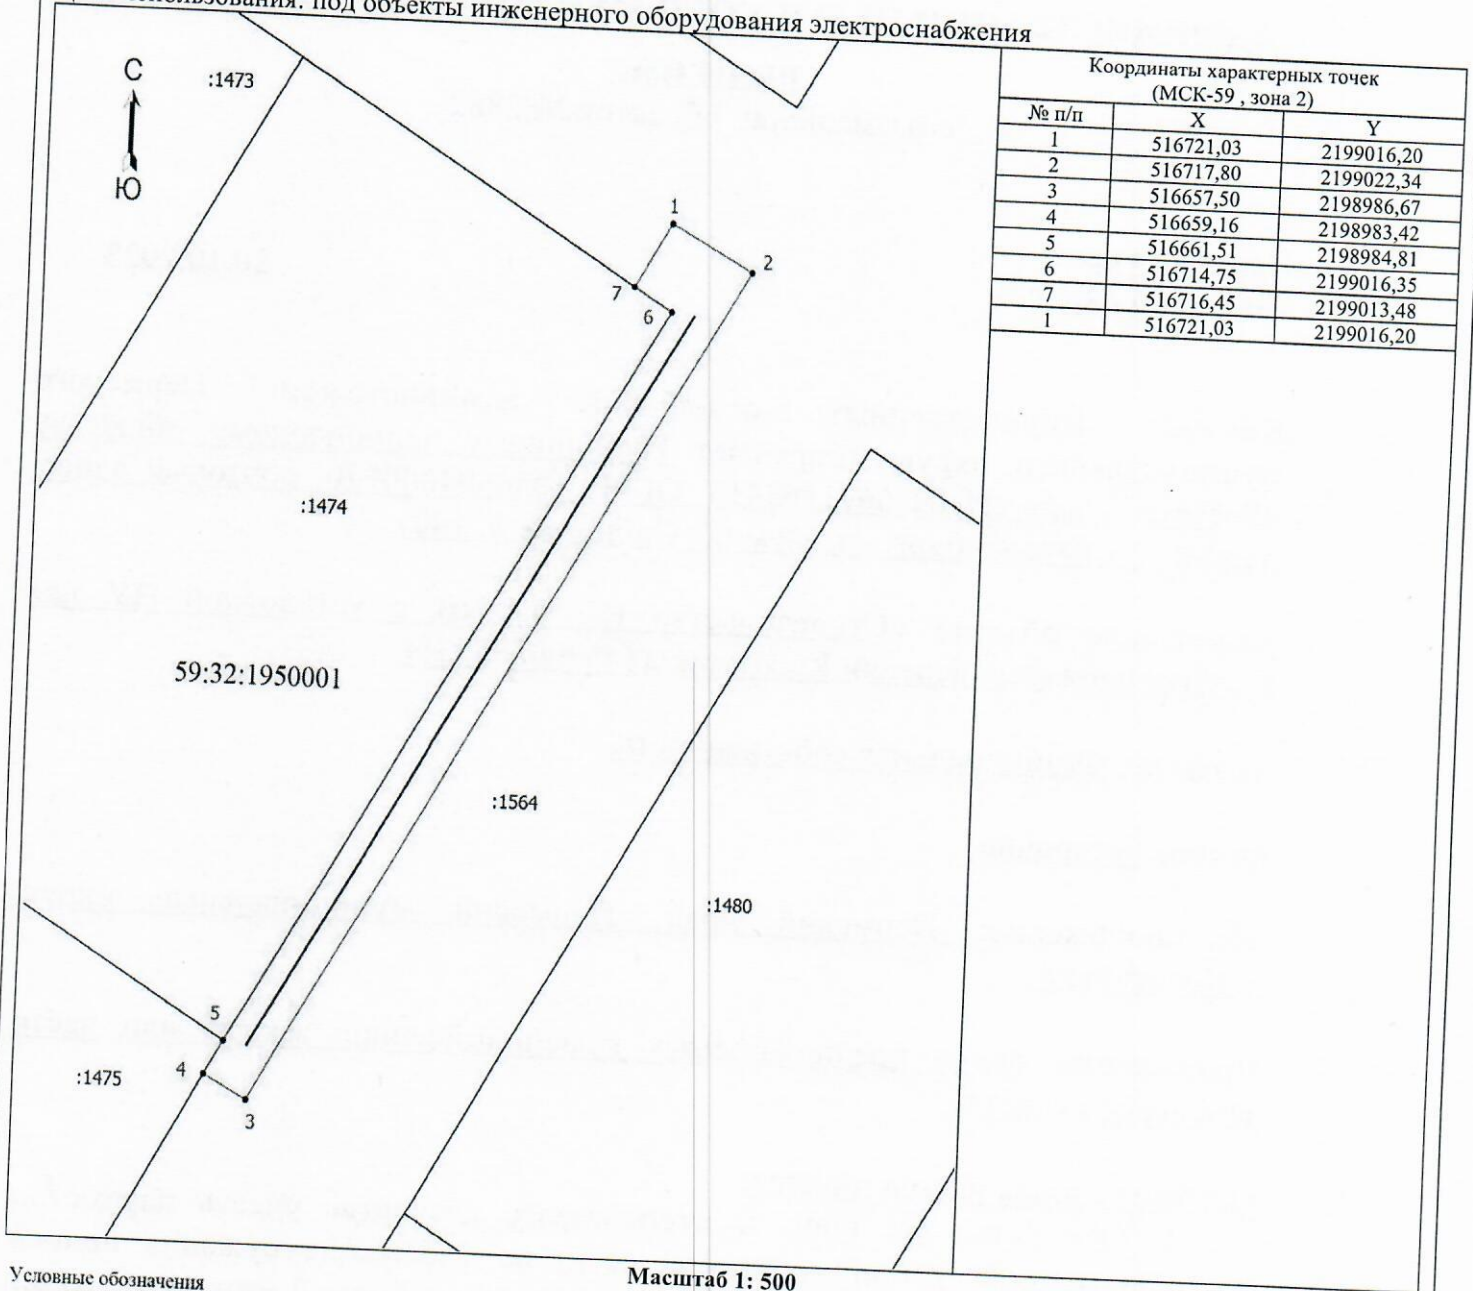 использования: под объекты инженерного оборудования электроснабжения
С
Ю
:1473
Координаты характерных точек
(МСК-59 , зона 2)
№ п/п X Y
1 516721,03 2199016,20
2 516717,80 2199022,34
3 516657,50 2198986,67
4 516659,16 2198983,42
5 516661,51 2198984,81
6 516714,75 2199016,35
7 516716,45 2199013,48
1 516721,03 2199016,20
1
2
7
6
:1474
59:32:1950001
:1564
:1480
5
4
:1475
3
Условные обозначения
Масштаб 1: 500